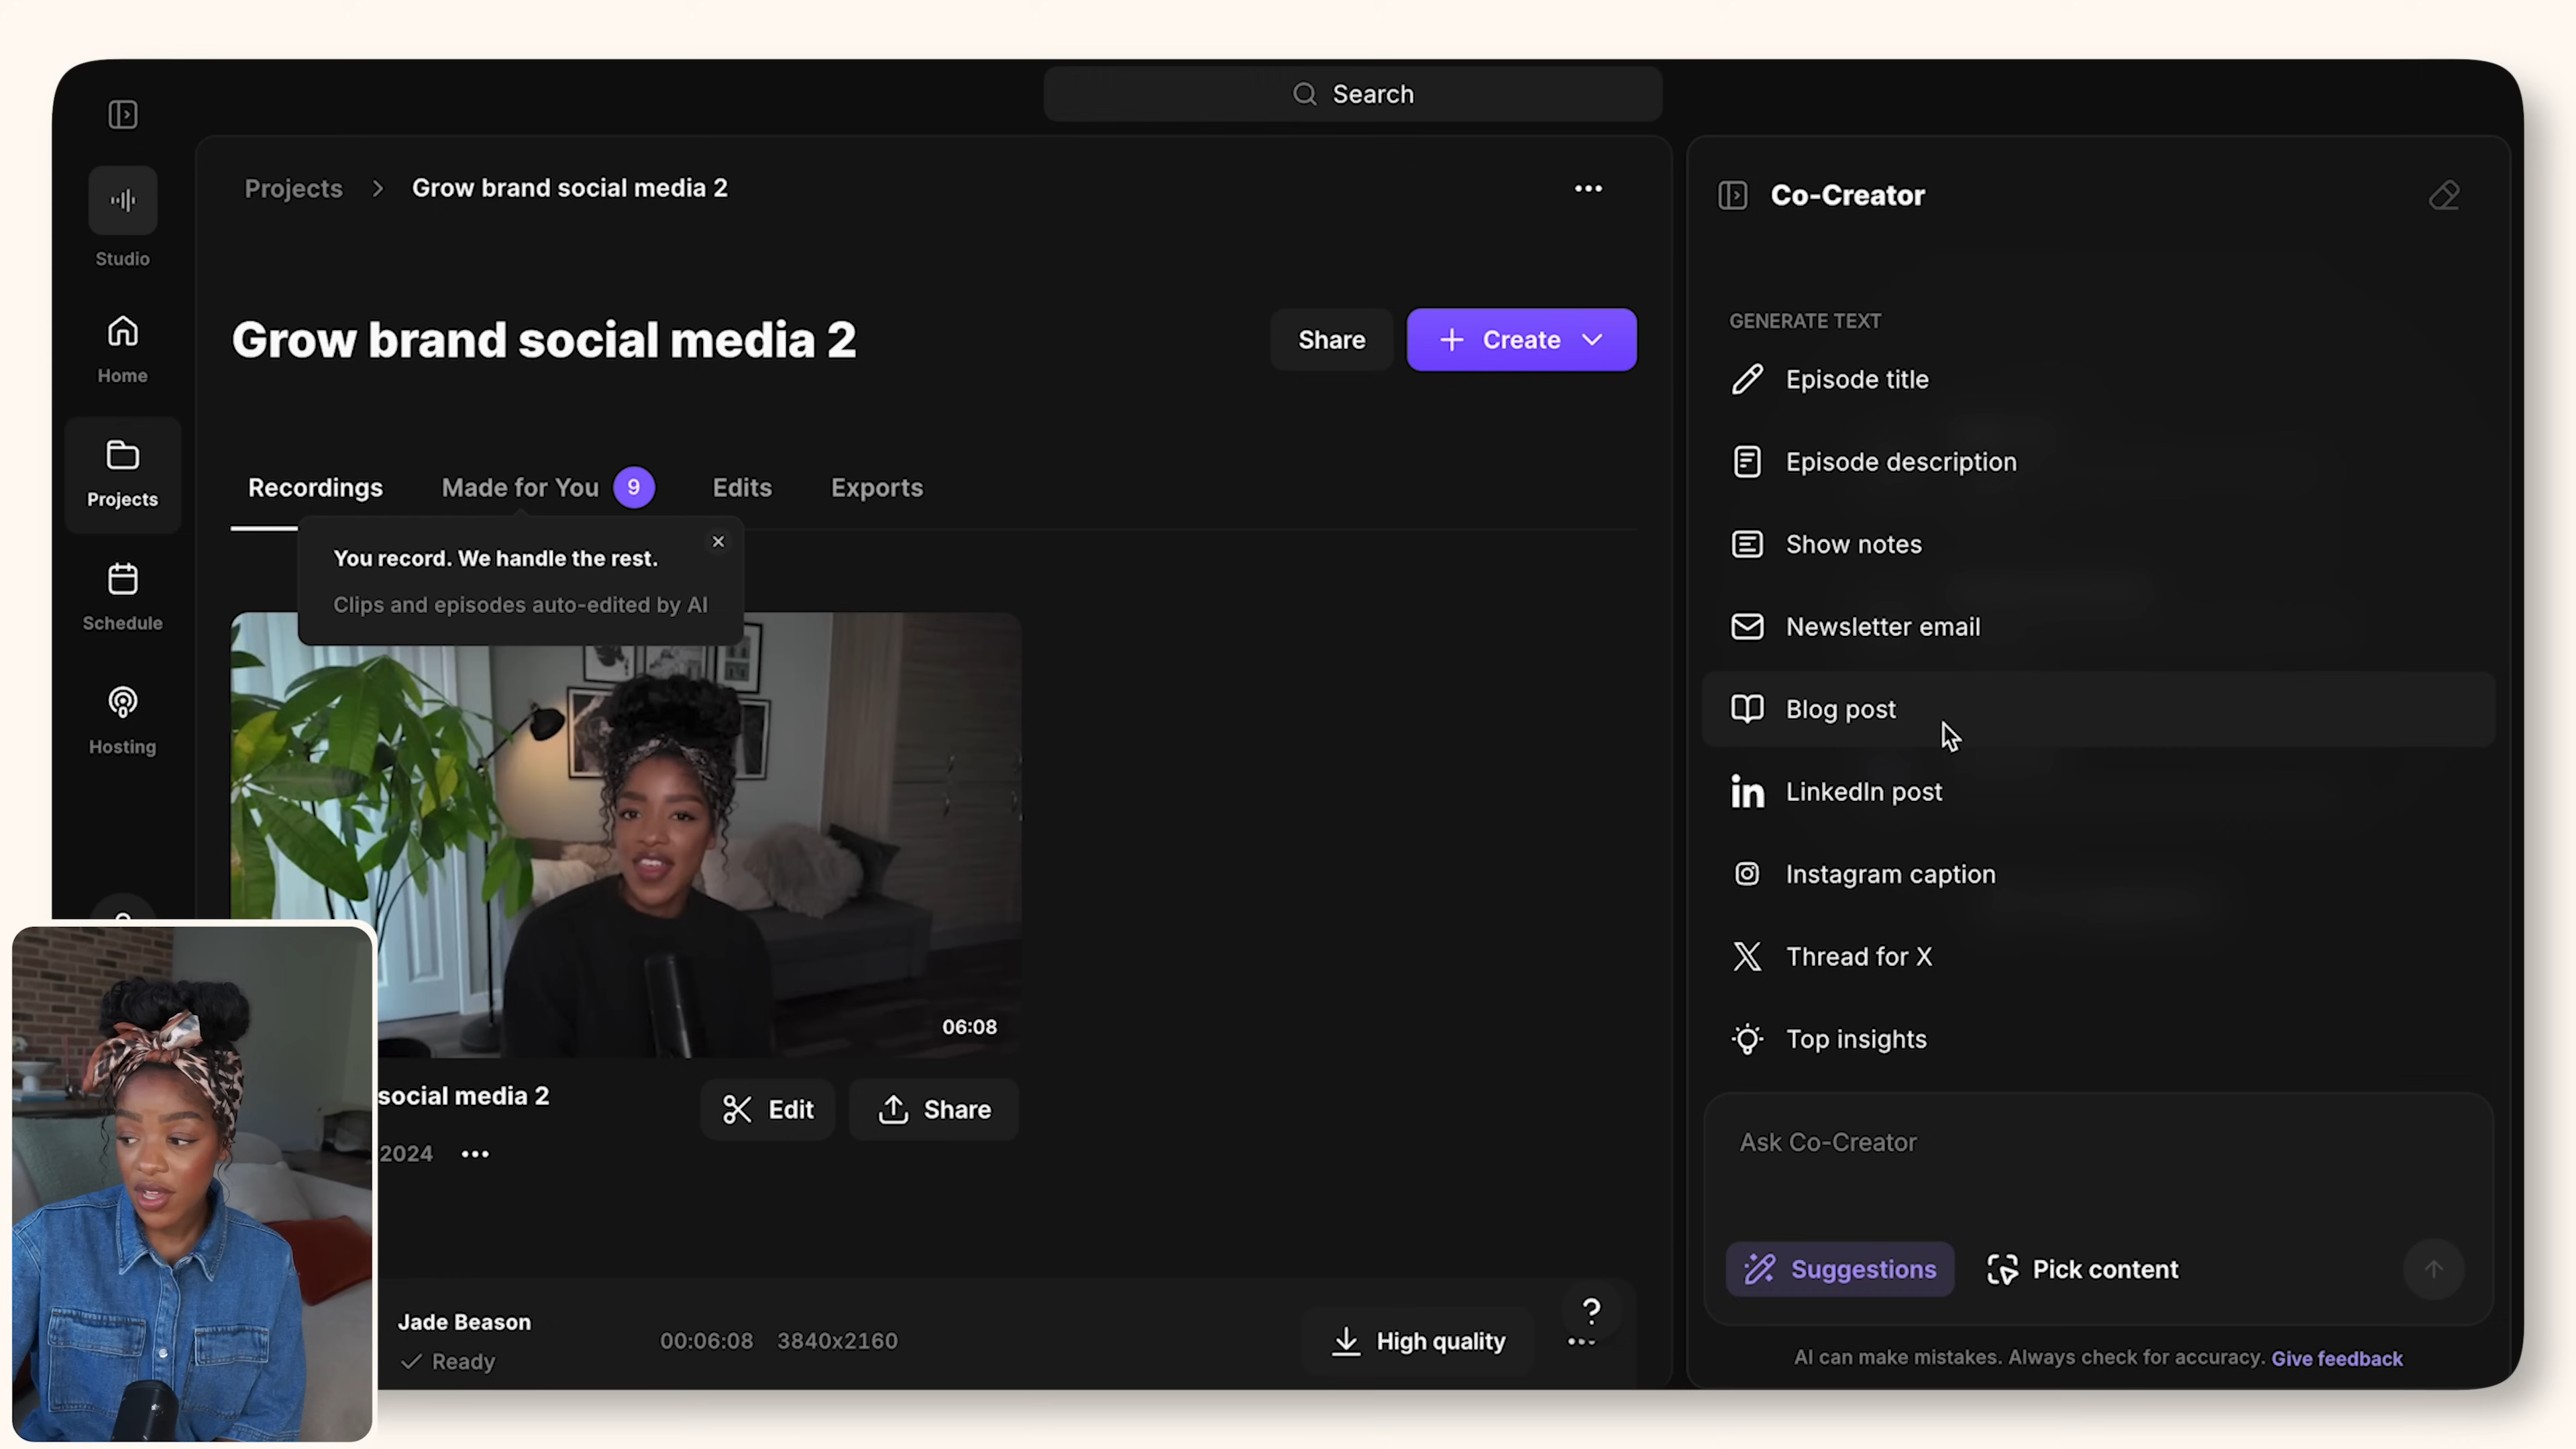 Search
Studio
Home
Projects
Schedule
Hosting
Projects > Grow brand social media 2
Grow brand social media 2
Share
+ Create
Recordings
Made for You 9
Edits
Exports
You record. We handle the rest.
Clips and episodes auto-edited by AI
06:08
social media 2
2024
Edit
Share
Jade Beason
Ready
00:06:08 3840x2160
High quality
?
Co-Creator
GENERATE TEXT
Episode title
Episode description
Show notes
Newsletter email
Blog post
LinkedIn post
Instagram caption
Thread for X
Top insights
Ask Co-Creator
Suggestions
Pick content
AI can make mistakes. Always check for accuracy. Give feedback